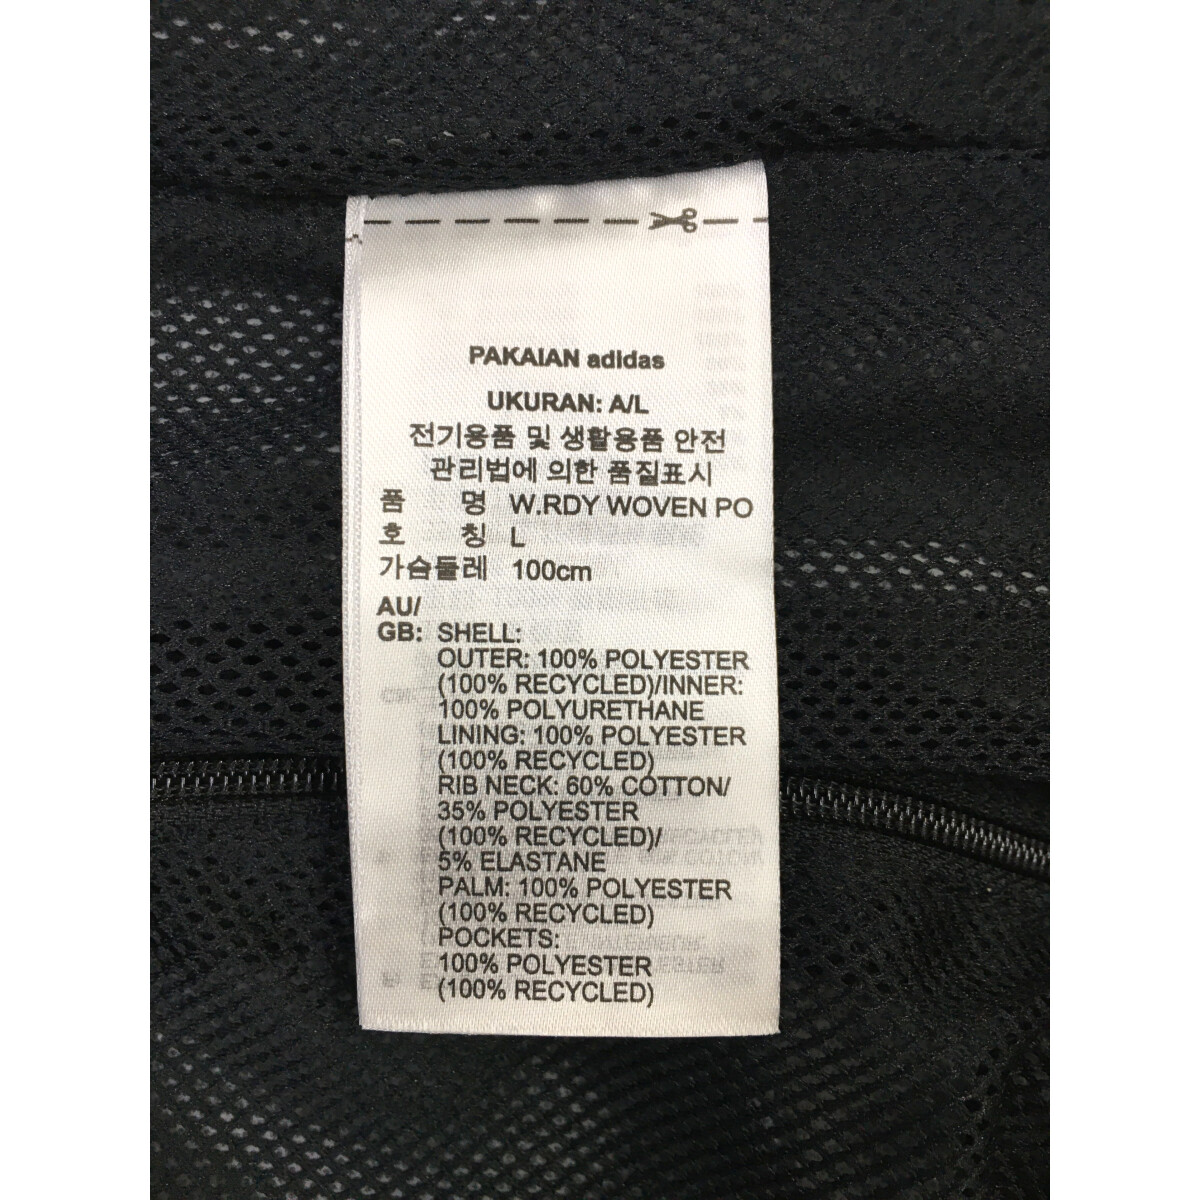 PAKAIAN adidas
UKURAN: A/L
전기용품 및 생활용품 안전
관리법에 의한 품질표시
품 명 W.RDY WOVEN PO
호 칭 L
가슴둘레 100cm
AU/
GB: SHELL:
OUTER: 100% POLYESTER
(100% RECYCLED)/INNER:
100% POLYURETHANE
LINING: 100% POLYESTER
(100% RECYCLED)
RIB NECK: 60% COTTON/
35% POLYESTER
(100% RECYCLED)/
5% ELASTANE
PALM: 100% POLYESTER
(100% RECYCLED)
POCKETS:
100% POLYESTER
(100% RECYCLED)